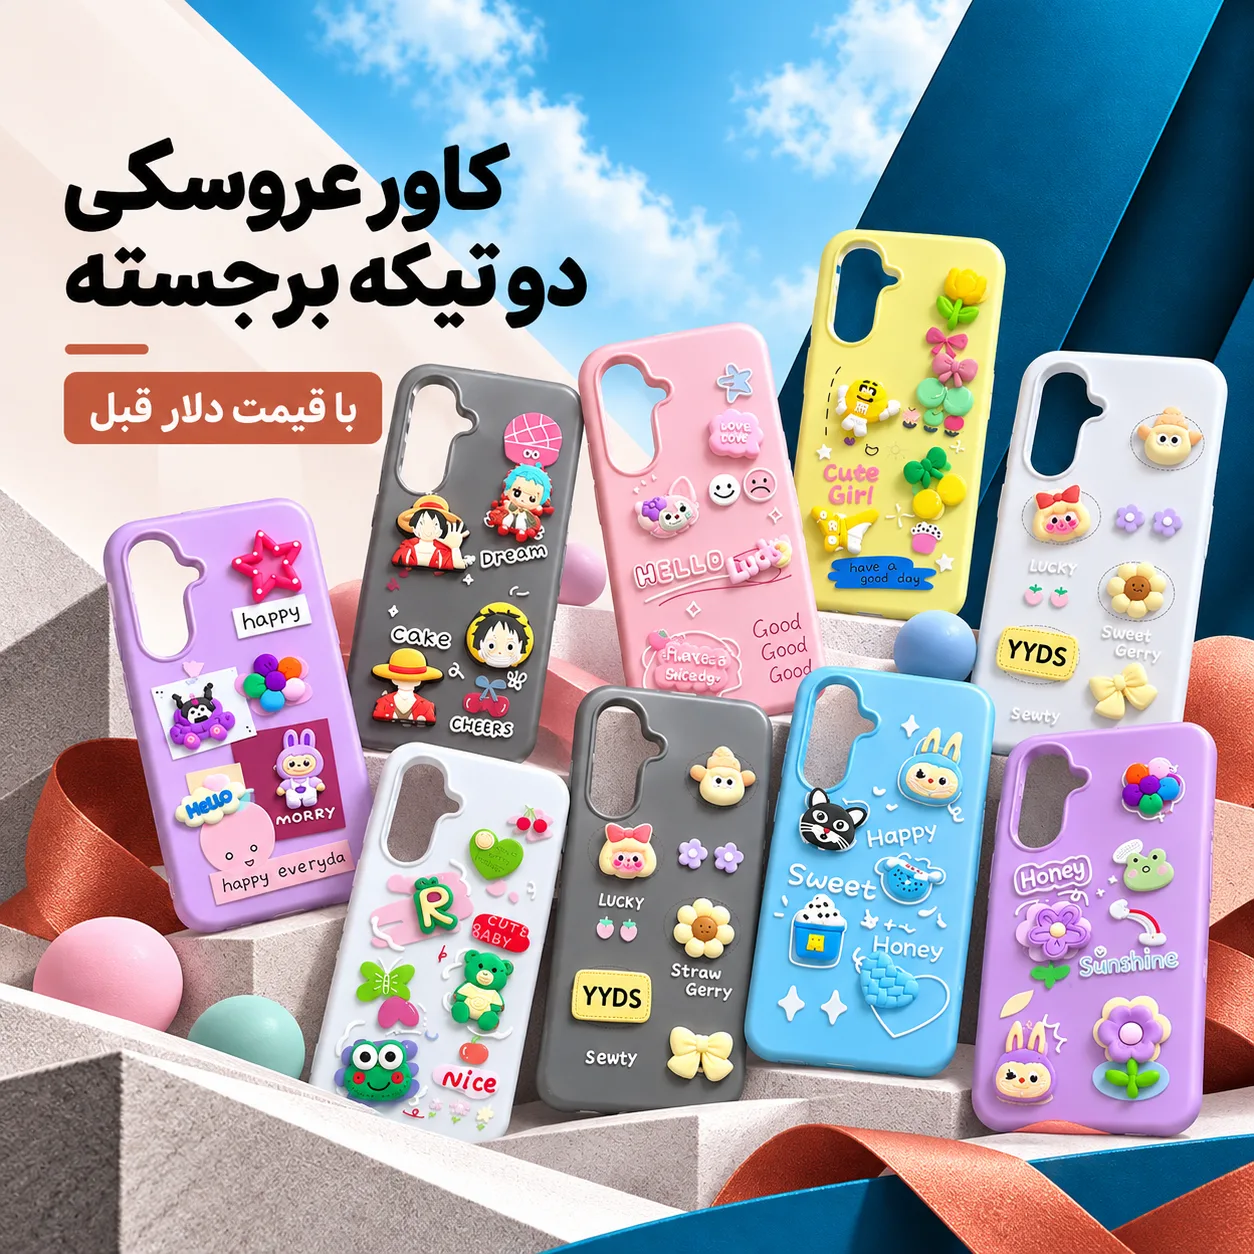 کاور عروسکی
دو تیکه برجسته
با قیمت دلار قبل
happy
Hello
MORRY
happy everyda
Dream
Cake
CHEERS
LOVE
LOVE
HELLO
Good
Good
Good
Cute
Girl
have a
good day
LUCKY
YYDS
Sweet
Gerry
Sewty
R
CUTE
BABY
Nice
LUCKY
Straw
Gerry
YYDS
Sewty
Happy
Sweet
Honey
Honey
Sunshine